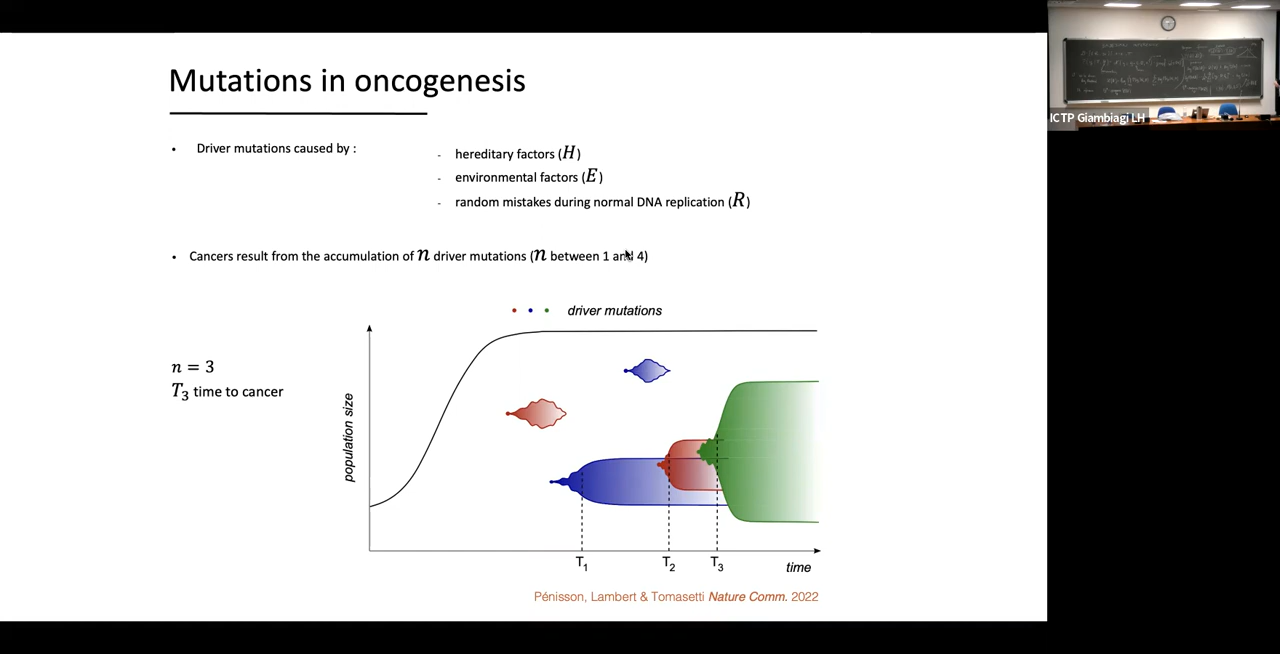 Mutations in oncogenesis
ICTP Giambiagi LH
• Driver mutations caused by :
- hereditary factors (H)
- environmental factors (E)
- random mistakes during normal DNA replication (R)
• Cancers result from the accumulation of n driver mutations (n between 1 and 4)
driver mutations
n = 3
T3 time to cancer
population size
T1 T2 T3
time
Pénisson, Lambert & Tomasetti Nature Comm. 2022